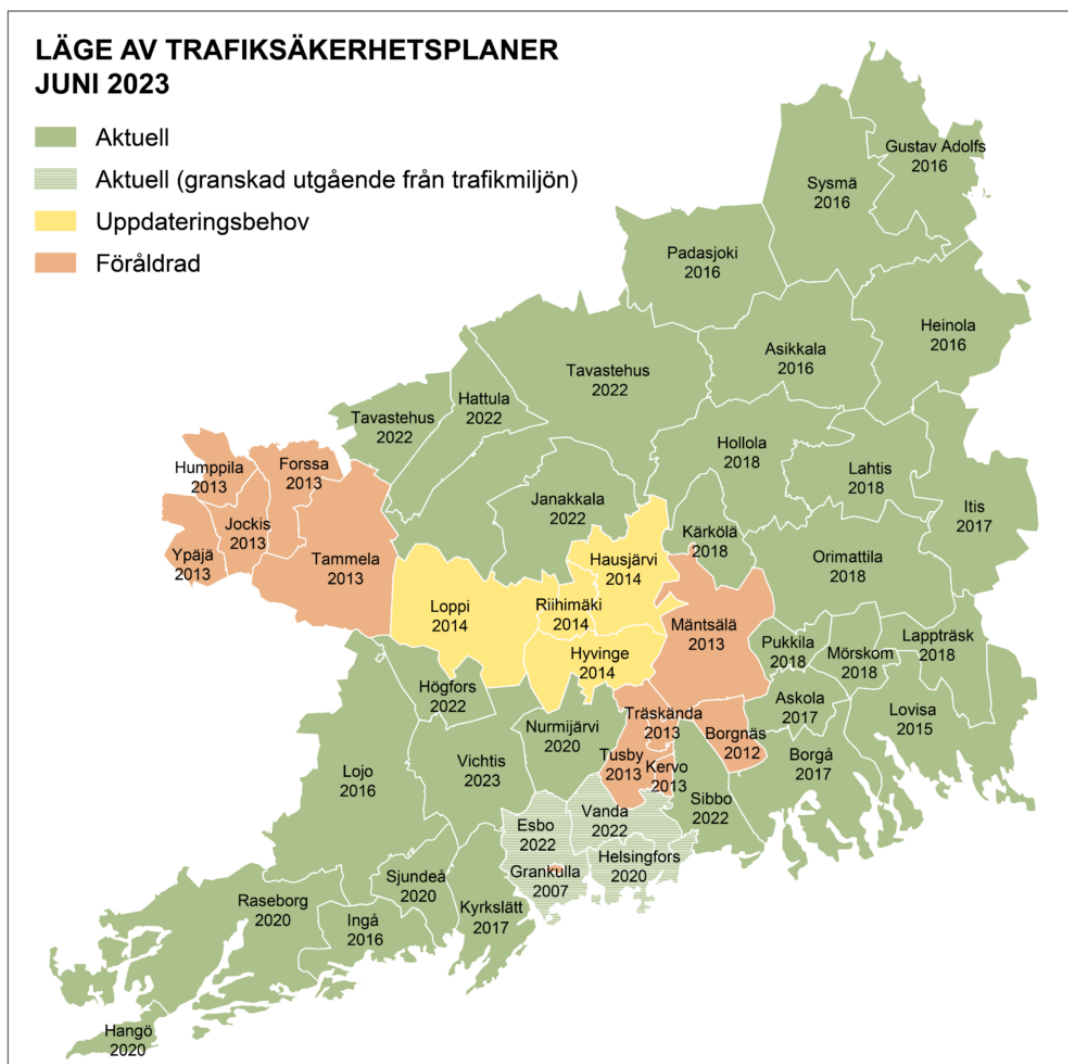 LÄGE AV TRAFIKSÄKERHETSPLANER
JUNI 2023
Aktuell
Aktuell (granskad utgående från trafikmiljön)
Uppdateringsbehov
Föråldrad
Gustav Adolfs
2016
Sysmä
2016
Padasjoki
2016
Heinola
2016
Asikkala
2016
Tavastehus
2022
Hattula
2022
Tavastehus
2022
Hollola
2018
Lahtis
2018
Humppila
2013
Forssa
2013
Janakkala
2022
Itis
2017
Jockis
2013
Kärkölä
2018
Ypäjä
2013
Tammela
2013
Hausjärvi
2014
Orimattila
2018
Loppi
2014
Riihimäki
2014
Mäntsälä
2013
Pukkila
2018
Mörskom
2018
Lappträsk
2018
Hyvinge
2014
Högfors
2022
Askola
2017
Lovisa
2015
Nurmijärvi
2020
Träskända
2013
Borgnäs
2012
Borgå
2017
Tusby
2013
Kervo
2013
Vichtis
2023
Lojo
2016
Sibbo
2022
Vanda
2022
Esbo
2022
Helsingfors
2020
Grankulla
2007
Sjundeå
2020
Raseborg
2020
Kyrkslätt
2017
Ingå
2016
Hangö
2020